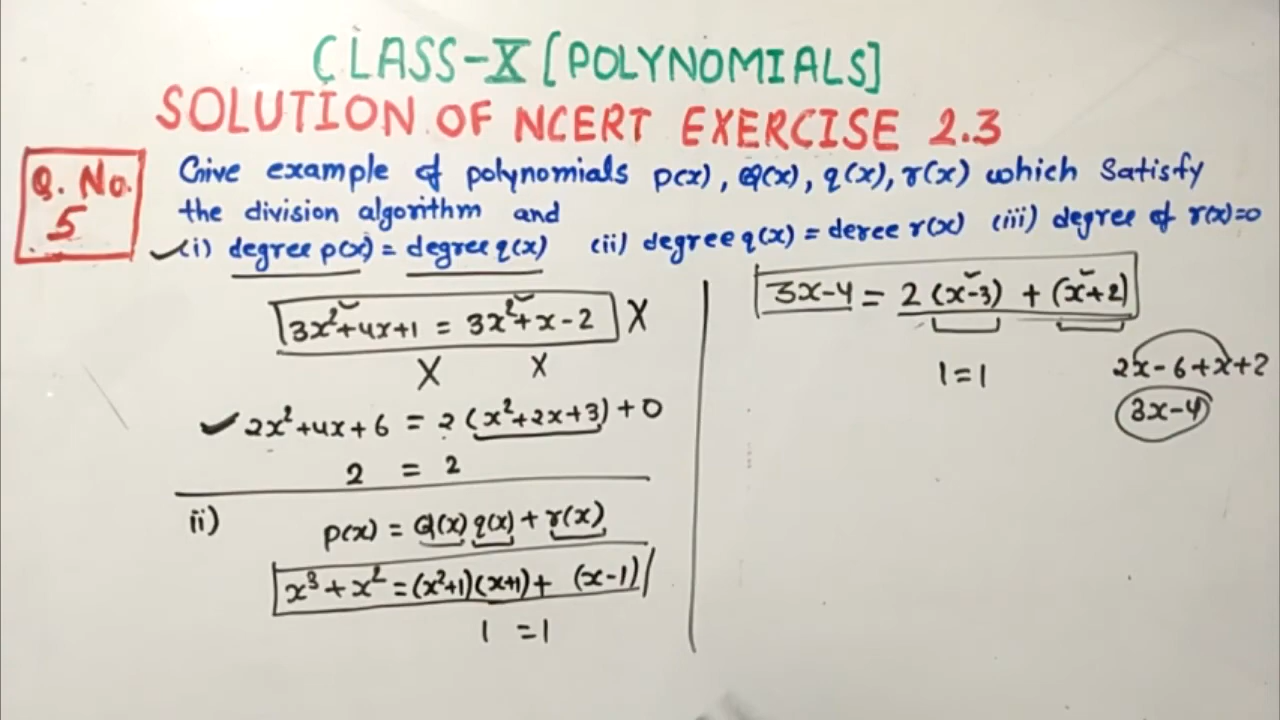 CLASS-X [POLYNOMIALS]
SOLUTION OF NCERT EXERCISE 2.3
Q. No. 5
Give example of polynomials p(x), Q(x), q(x), r(x) which satisfy
the division algorithm and
(i) degree p(x) = degree q(x) (ii) degree q(x) = deree r(x) (iii) degree of r(x)=0
3x²+4x+1 = 3x²+x-2 X
X X
✓ 2x²+4x+6 = 2(x²+2x+3)+0
2 = 2
ii) p(x) = Q(x) q(x) + r(x)
x³+x² = (x²+1)(x+1)+ (x-1)
1 =1
3x-4 = 2(x-3) + (x+2)
1=1
2x-6+x+2
3x-4